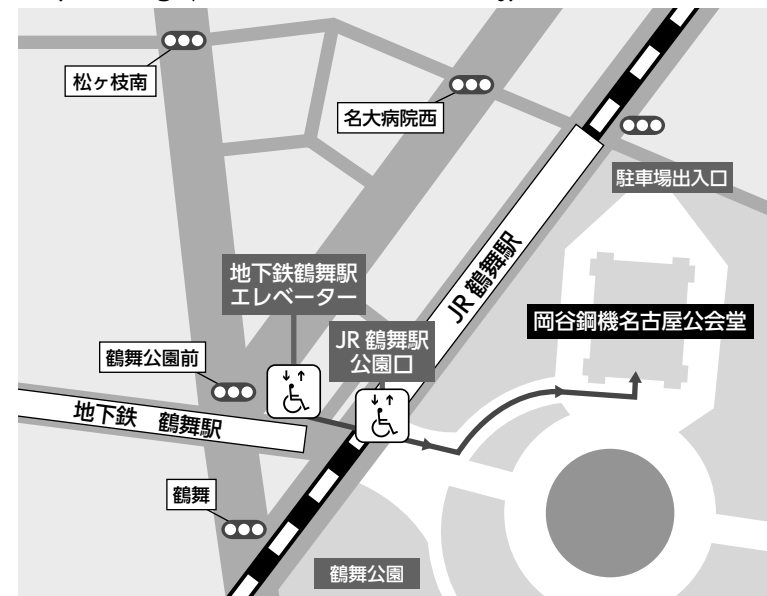 松ヶ枝南
名大病院西
駐車場出入口
JR 鶴舞駅
地下鉄鶴舞駅
エレベーター
岡谷鋼機名古屋公会堂
JR 鶴舞駅
公園口
鶴舞公園前
地下鉄 鶴舞駅
鶴舞
鶴舞公園